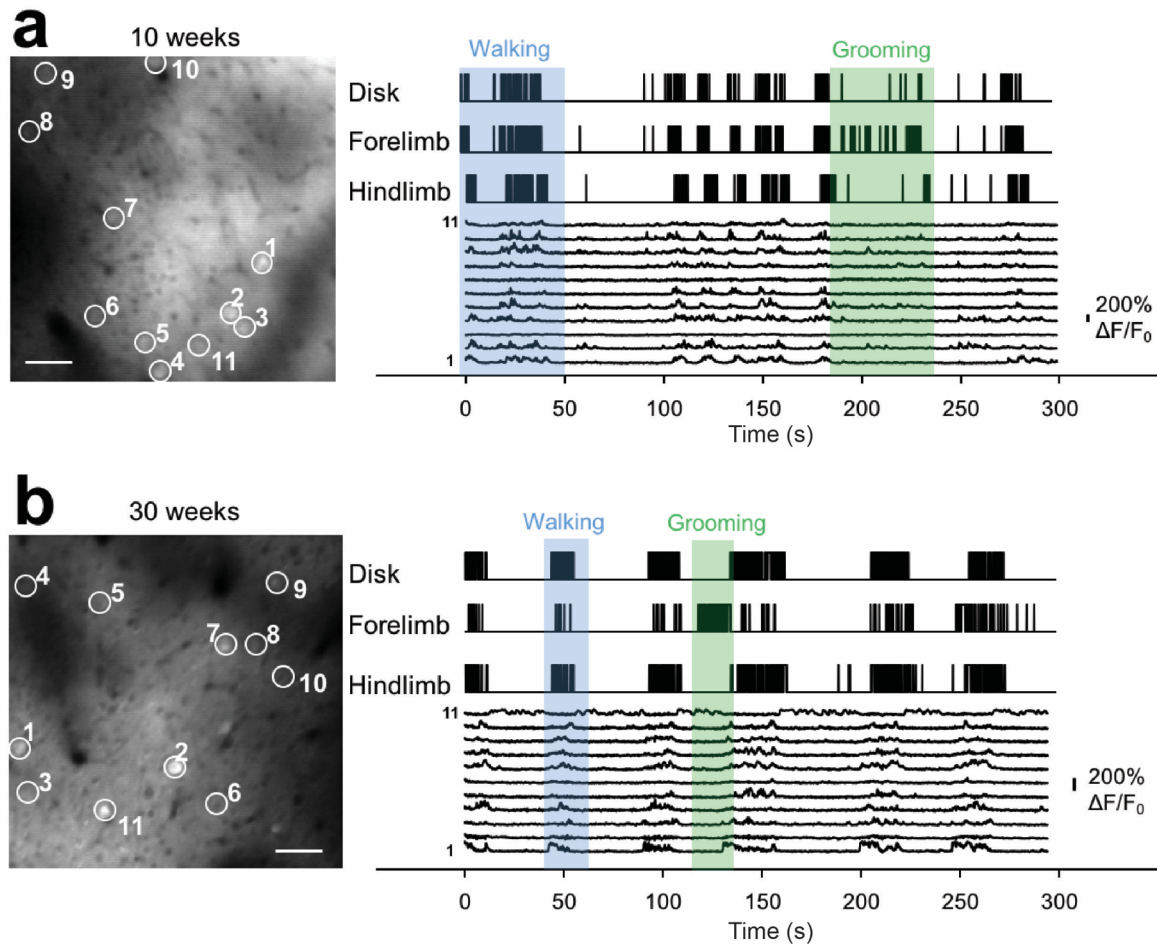 a
10 weeks
9
10
8
7
1
6
2
3
5
4
11
Walking
Grooming
Disk
Forelimb
Hindlimb
11
1
200%
ΔF/F0
0 50 100 150 200 250 300
Time (s)
b
30 weeks
4
5
9
7
8
10
1
2
3
6
11
Walking
Grooming
Disk
Forelimb
Hindlimb
11
1
200%
ΔF/F0
0 50 100 150 200 250 300
Time (s)